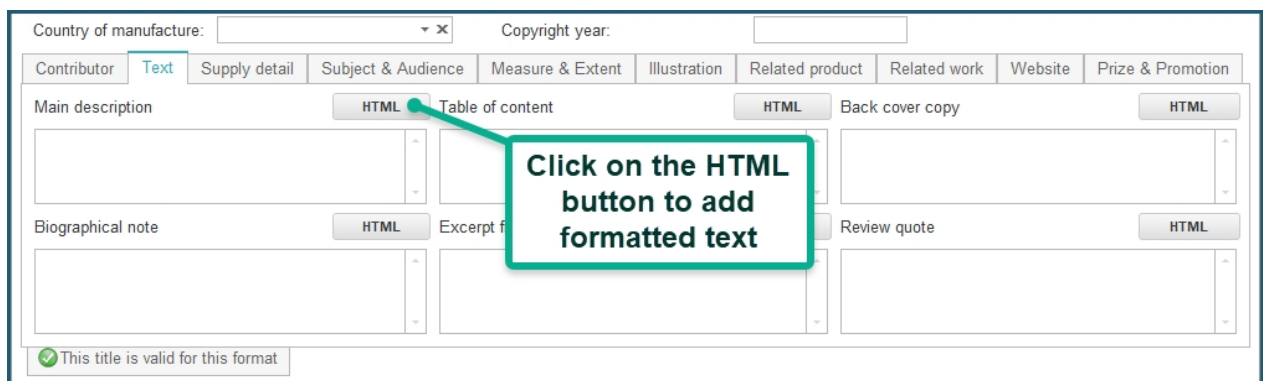 Country of manufacture: Copyright year:
Contributor Text Supply detail Subject & Audience Measure & Extent Illustration Related product Related work Website Prize & Promotion
Main description HTML Table of content HTML Back cover copy HTML
Click on the HTML
button to add
formatted text
Biographical note HTML Excerpt Review quote HTML
This title is valid for this format